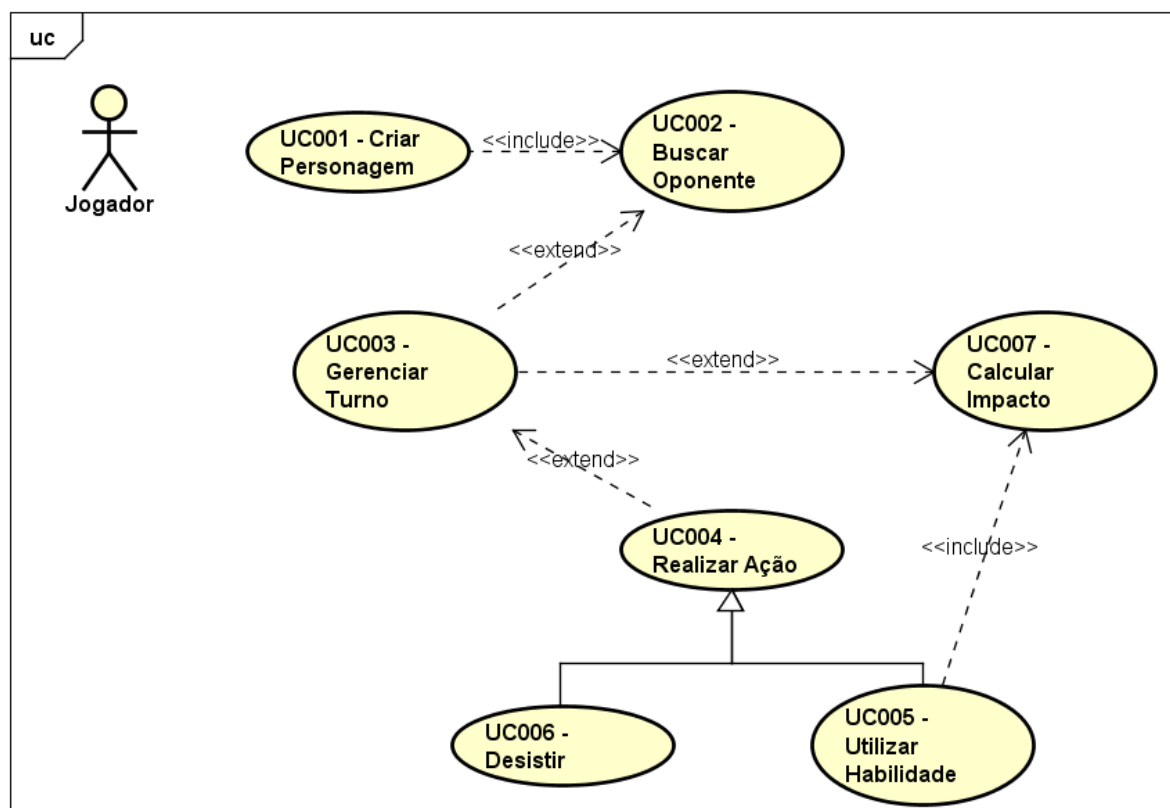 uc
Jogador
UC001 - Criar
Personagem
<<include>>
UC002 -
Buscar
Oponente
<<extend>>
UC003 -
Gerenciar
Turno
<<extend>>
UC007 -
Calcular
Impacto
<<extend>>
UC004 -
Realizar Ação
<<include>>
UC006 -
Desistir
UC005 -
Utilizar
Habilidade